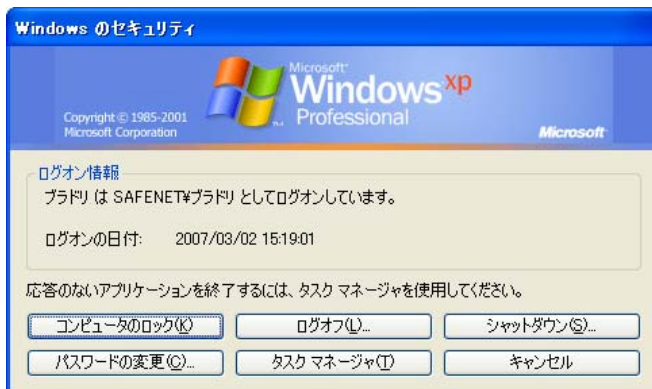 Windows のセキュリティ
Microsoft®
Windows xp
Professional
Copyright © 1985-2001
Microsoft Corporation
Microsoft
ログオン情報
ブラドリ は SAFENET¥ブラドリ としてログオンしています。
ログオンの日付: 2007/03/02 15:19:01
応答のないアプリケーションを終了するには、タスク マネージャを使用してください。
コンピュータのロック(K) ログオフ(L)... シャットダウン(S)...
パスワードの変更(C)... タスク マネージャ(T) キャンセル